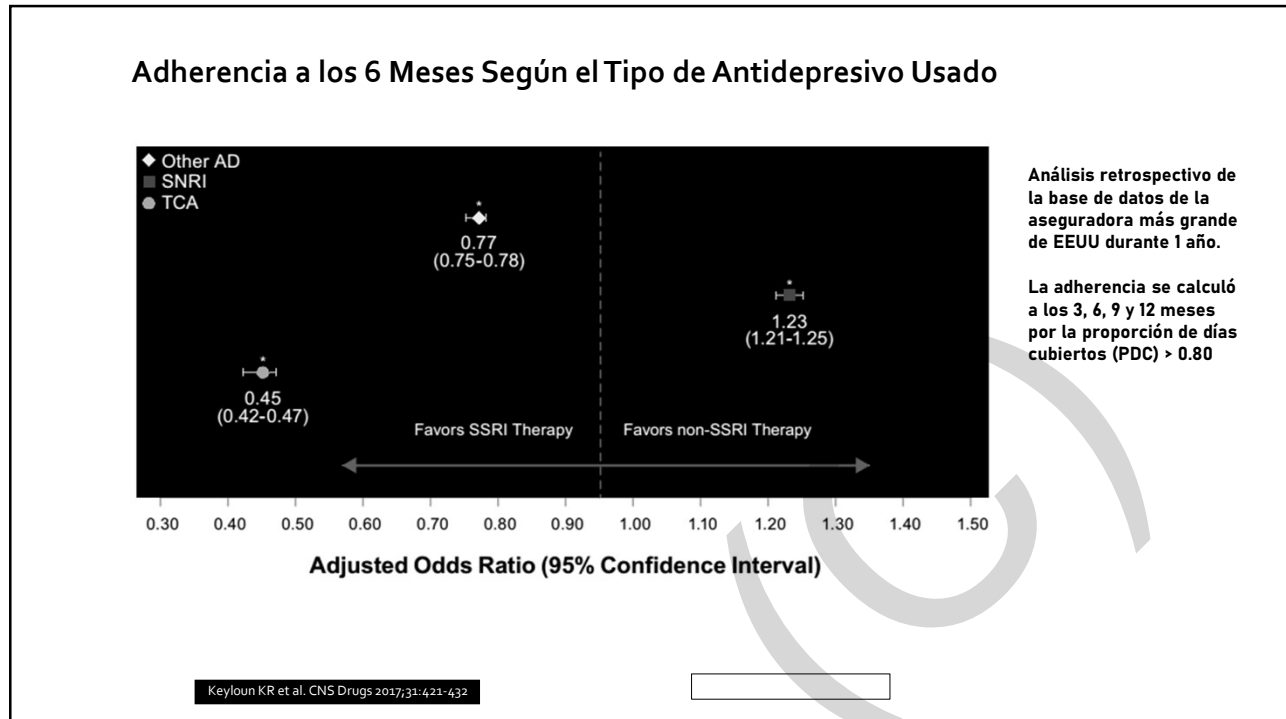 Adherencia a los 6 Meses Según el Tipo de Antidepresivo Usado
Other AD
SNRI
TCA
*
0.77
(0.75-0.78)
*
1.23
(1.21-1.25)
*
0.45
(0.42-0.47)
Favors SSRI Therapy
Favors non-SSRI Therapy
0.30 0.40 0.50 0.60 0.70 0.80 0.90 1.00 1.10 1.20 1.30 1.40 1.50
Adjusted Odds Ratio (95% Confidence Interval)
Análisis retrospectivo de
la base de datos de la
aseguradora más grande
de EEUU durante 1 año.
La adherencia se calculó
a los 3, 6, 9 y 12 meses
por la proporción de días
cubiertos (PDC) > 0.80
Keyloun KR et al. CNS Drugs 2017;31:421-432